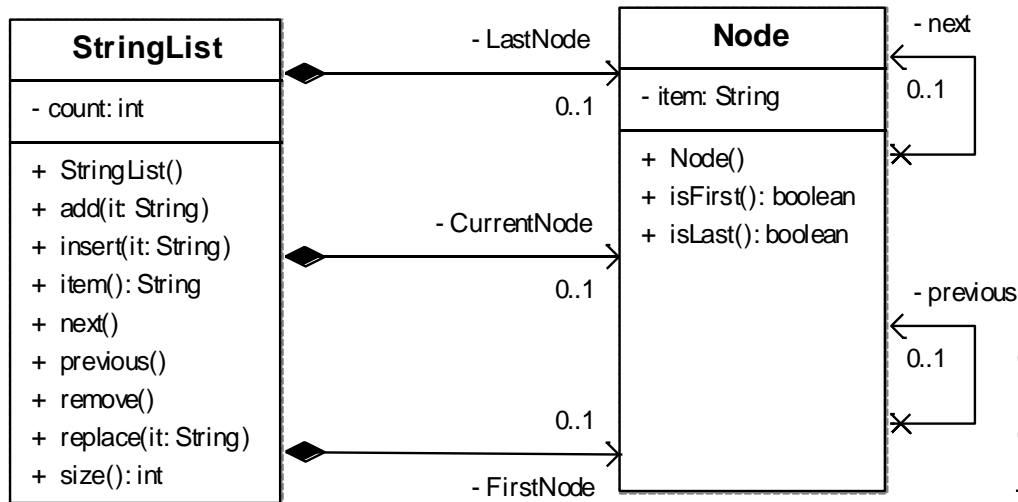 StringList
- count: int
+ StringList()
+ add(it: String)
+ insert(it: String)
+ item(): String
+ next()
+ previous()
+ remove()
+ replace(it: String)
+ size(): int
- LastNode
0..1
- CurrentNode
0..1
0..1
- FirstNode
Node
- item: String
+ Node()
+ isFirst(): boolean
+ isLast(): boolean
- next
0..1
- previous
0..1